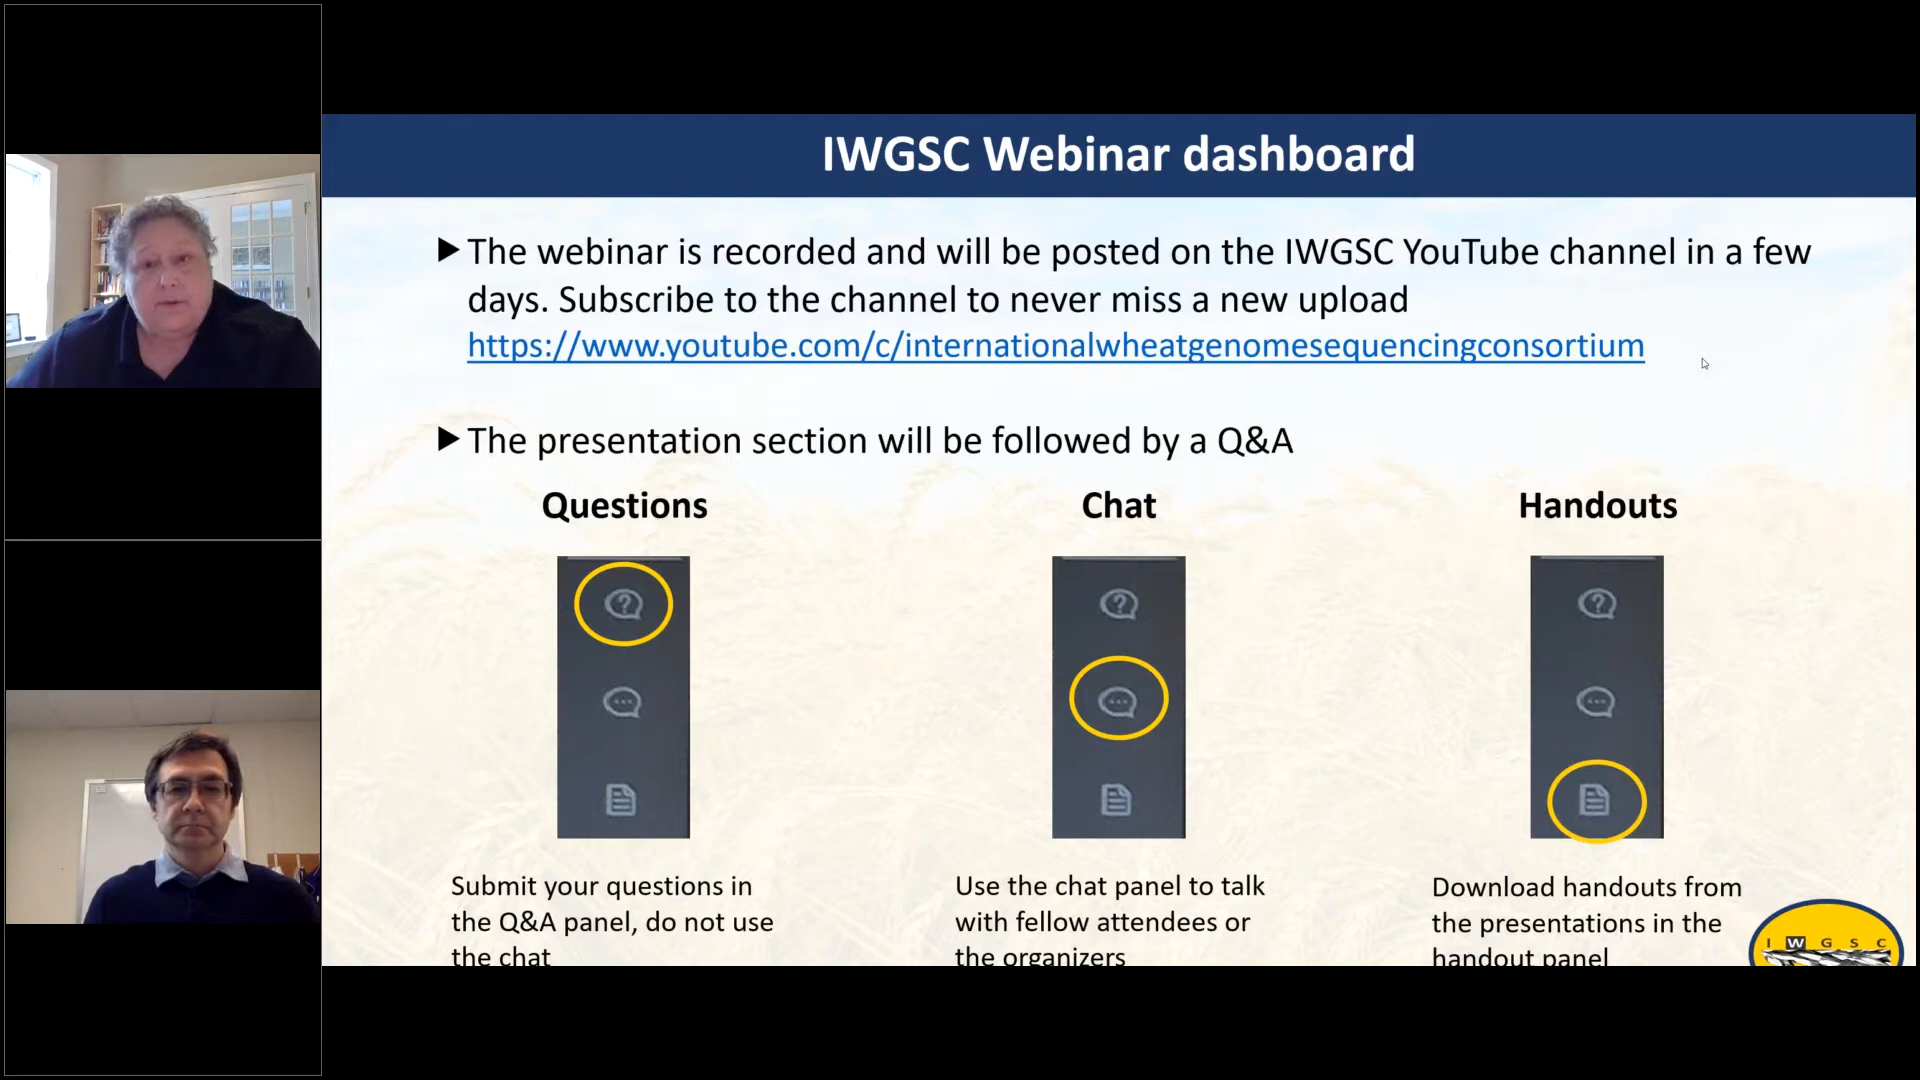 IWGSC Webinar dashboard
The webinar is recorded and will be posted on the IWGSC YouTube channel in a few
days. Subscribe to the channel to never miss a new upload
https://www.youtube.com/c/internationalwheatgenomesequencingconsortium
The presentation section will be followed by a Q&A
Questions
Submit your questions in
the Q&A panel, do not use
the chat
Chat
Use the chat panel to talk
with fellow attendees or
the organizers
Handouts
Download handouts from
the presentations in the
handout panel
I W G S C